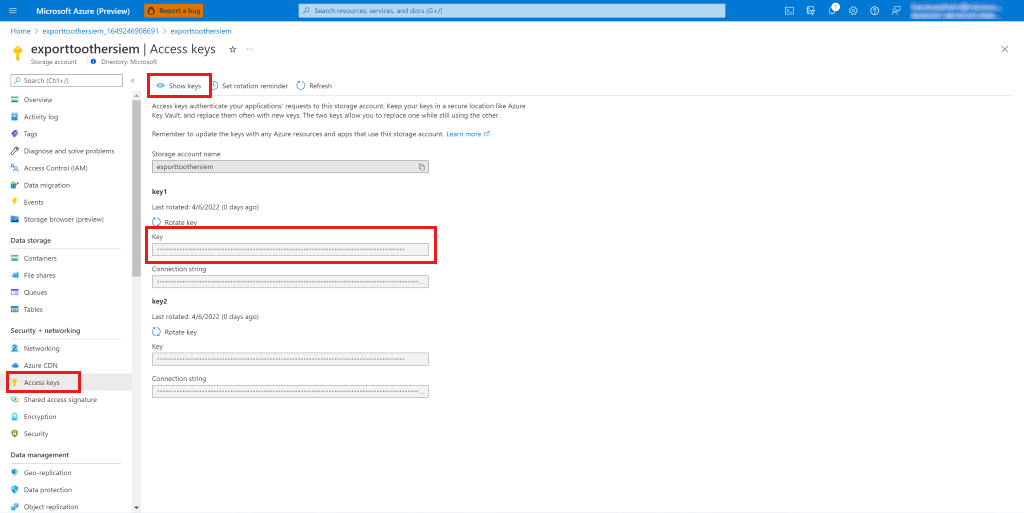 Microsoft Azure (Preview)
Report a bug
Search resources, services, and docs (G+/)
1
Home > exporttoothersiem_1649246908691 > exporttoothersiem
exporttoothersiem | Access keys
Storage account
Directory: Microsoft
Search (Ctrl+/)
Overview
Activity log
Tags
Diagnose and solve problems
Access Control (IAM)
Data migration
Events
Storage browser (preview)
Data storage
Containers
File shares
Queues
Tables
Security + networking
Networking
Azure CDN
Access keys
Shared access signature
Encryption
Security
Data management
Geo-replication
Data protection
Object replication
Show keys
Set rotation reminder
Refresh
Access keys authenticate your applications' requests to this storage account. Keep your keys in a secure location like Azure
Key Vault, and replace them often with new keys. The two keys allow you to replace one while still using the other.
Remember to update the keys with any Azure resources and apps that use this storage account. Learn more
Storage account name
exporttoothersiem
key1
Last rotated: 4/6/2022 (0 days ago)
Rotate key
Key
Connection string
key2
Last rotated: 4/6/2022 (0 days ago)
Rotate key
Key
Connection string